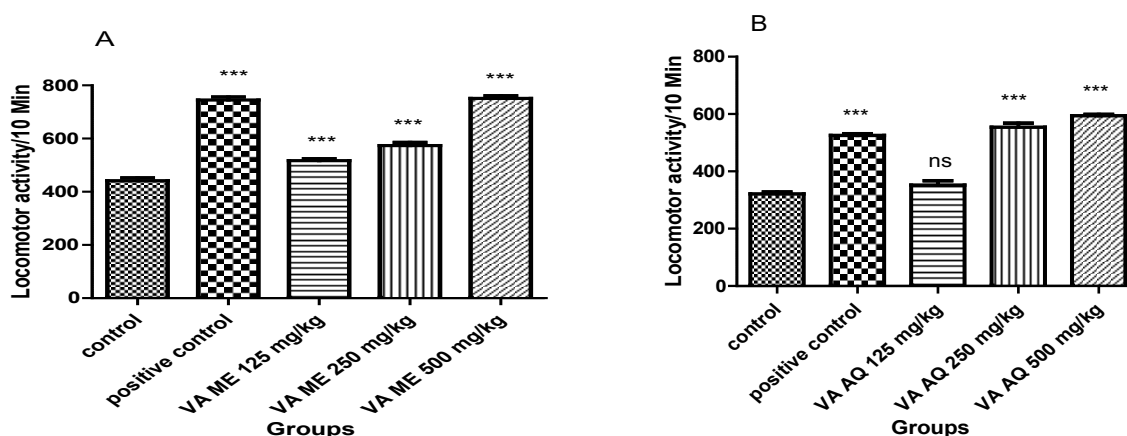 A
Locomotor activity/10 Min
800
600
400
200
0
***
***
***
***
control
positive control
VA ME 125 mg/kg
VA ME 250 mg/kg
VA ME 500 mg/kg
Groups
B
Locomotor activity/10 Min
800
600
400
200
0
***
ns
***
***
control
positive control
VA AQ 125 mg/kg
VA AQ 250 mg/kg
VA AQ 500 mg/kg
Groups